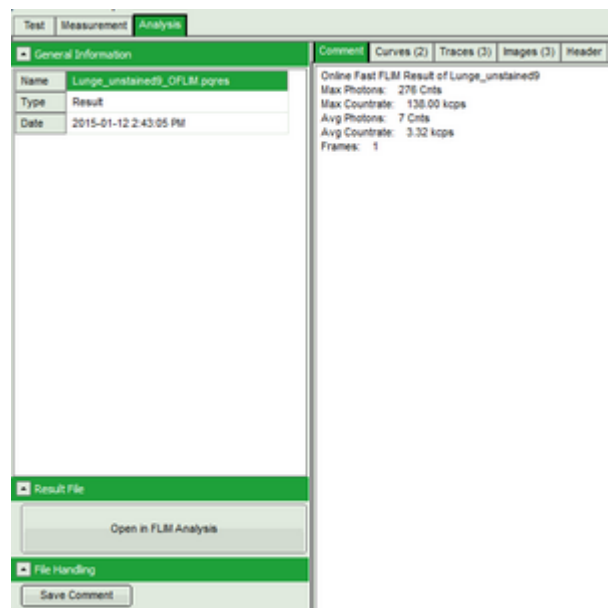 Test Measurement Analysis
General Information
Name Lunge_unstained9_OFLIM.pqres
Type Result
Date 2015-01-12 2:43:05 PM
Result File
Open in FLIM Analysis
File Handling
Save Comment
Comment Curves (2) Traces (3) Images (3) Header
Online Fast FLIM Result of Lunge_unstained9
Max Photons: 276 Cnts
Max Countrate: 138.00 kcps
Avg Photons: 7 Cnts
Avg Countrate: 3.32 kcps
Frames: 1